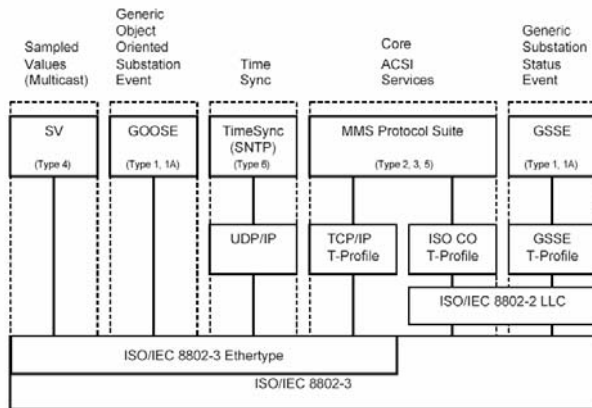 Sampled
Values
(Multicast)
Generic
Object
Oriented
Substation
Event
Time
Sync
Core
ACSI
Services
Generic
Substation
Status
Event
SV
(Type 4)
GOOSE
(Type 1, 1A)
TimeSync
(SNTP)
(Type 6)
MMS Protocol Suite
(Type 2, 3, 5)
GSSE
(Type 1, 1A)
UDP/IP
TCP/IP
T-Profile
ISO CO
T-Profile
GSSE
T-Profile
ISO/IEC 8802-2 LLC
ISO/IEC 8802-3 Ethertype
ISO/IEC 8802-3